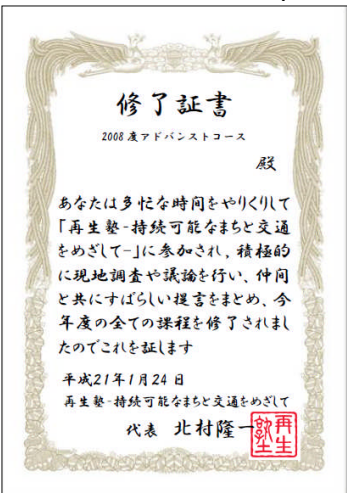 修了証書
2008度アドバンストコース
殿
あなたは多忙な時間をやりくりして
「再生塾-持続可能なまちと交通
をめざして-」に参加され，積極的
に現地調査や議論を行い、仲間
と共にすばらしい提言をまとめ、今
年度の全ての課程を修了されまし
たのでこれを証します
平成21年1月24日
再生塾-持続可能なまちと交通をめざして
代表 北村隆一
再生塾